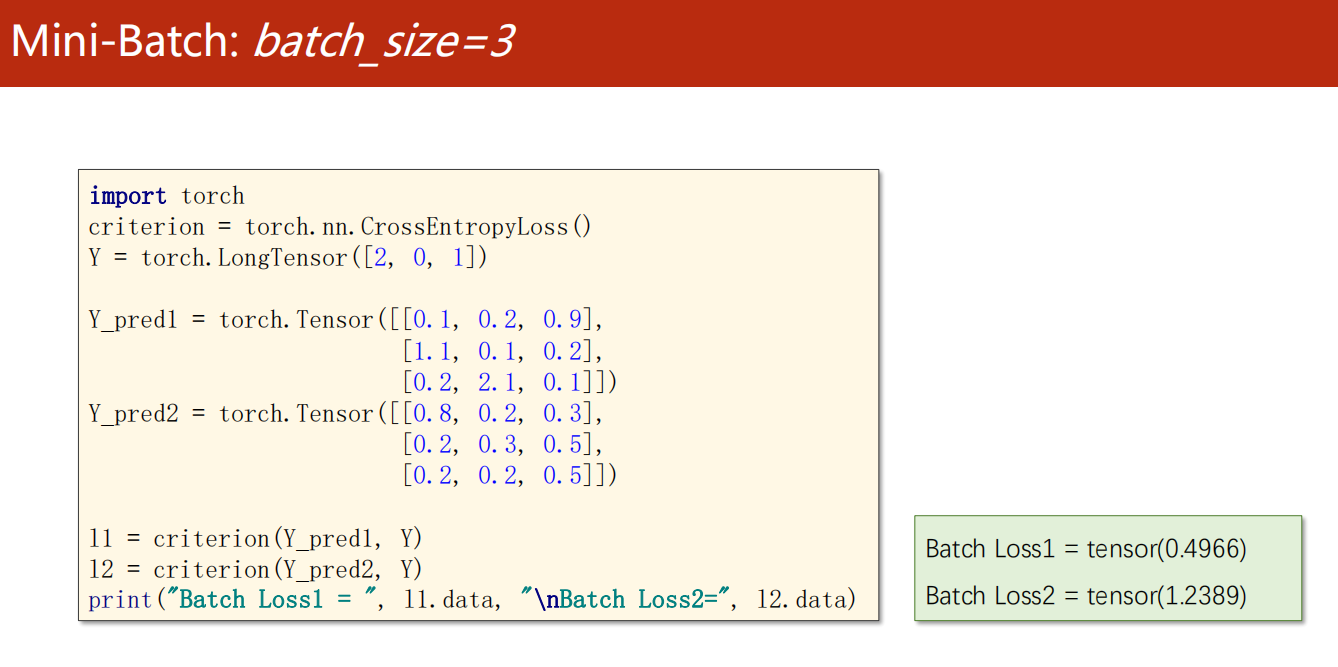 Mini-Batch: batch_size=3
import torch
criterion = torch.nn.CrossEntropyLoss()
Y = torch.LongTensor([2, 0, 1])
Y_pred1 = torch.Tensor([[0.1, 0.2, 0.9],
[1.1, 0.1, 0.2],
[0.2, 2.1, 0.1]])
Y_pred2 = torch.Tensor([[0.8, 0.2, 0.3],
[0.2, 0.3, 0.5],
[0.2, 0.2, 0.5]])
l1 = criterion(Y_pred1, Y)
l2 = criterion(Y_pred2, Y)
print("Batch Loss1 = ", l1.data, "\nBatch Loss2=", l2.data)
Batch Loss1 = tensor(0.4966)
Batch Loss2 = tensor(1.2389)